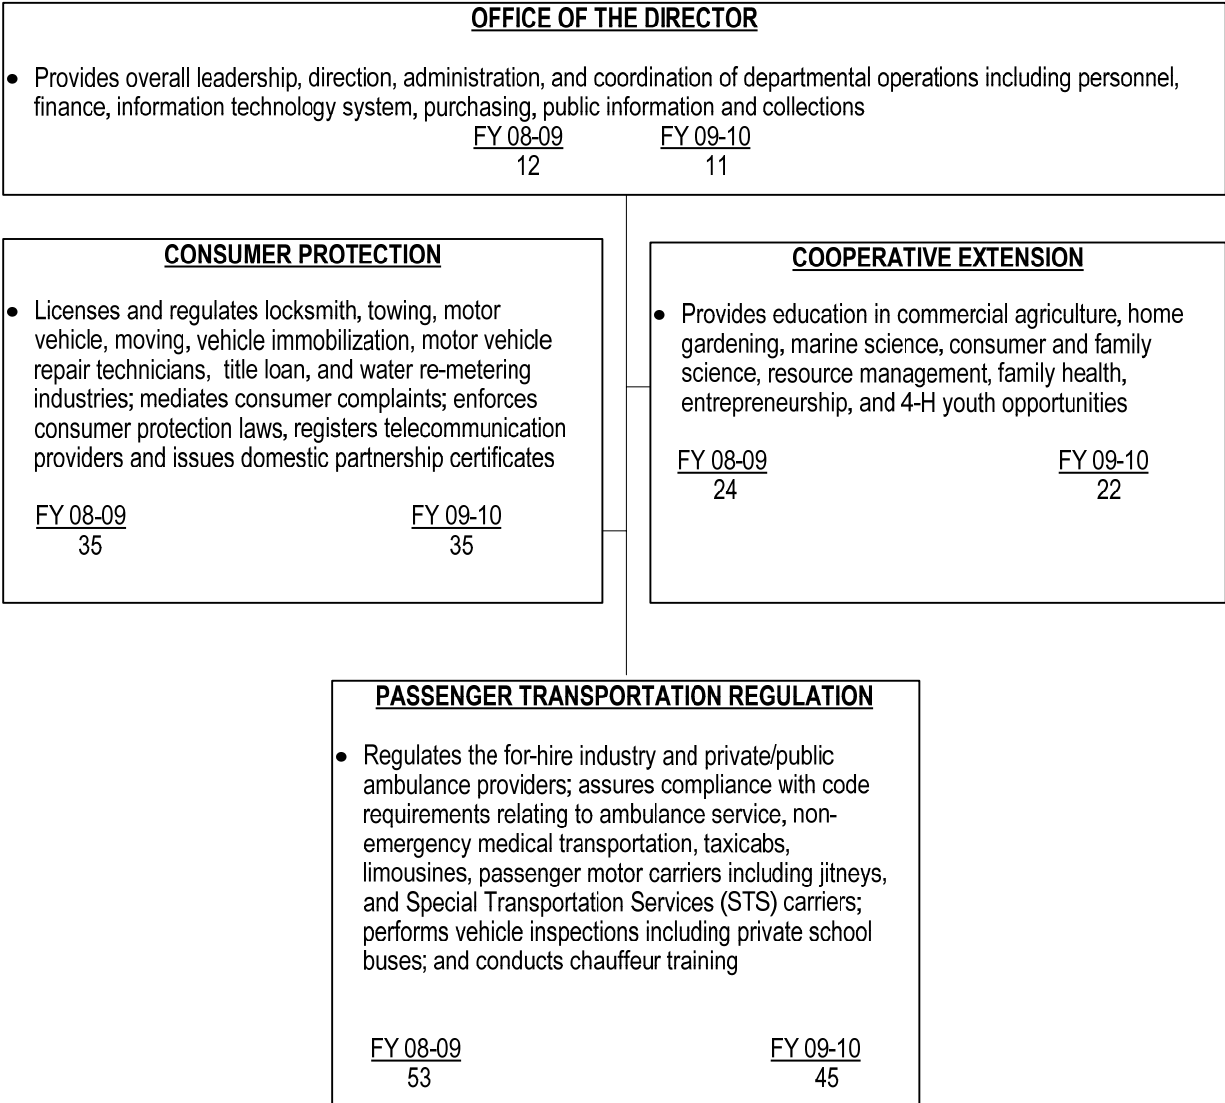 OFFICE OF THE DIRECTOR
• Provides overall leadership, direction, administration, and coordination of departmental operations including personnel,
finance, information technology system, purchasing, public information and collections
FY 08-09 FY 09-10
12 11
CONSUMER PROTECTION
• Licenses and regulates locksmith, towing, motor
vehicle, moving, vehicle immobilization, motor vehicle
repair technicians, title loan, and water re-metering
industries; mediates consumer complaints; enforces
consumer protection laws, registers telecommunication
providers and issues domestic partnership certificates
FY 08-09 FY 09-10
35 35
COOPERATIVE EXTENSION
• Provides education in commercial agriculture, home
gardening, marine science, consumer and family
science, resource management, family health,
entrepreneurship, and 4-H youth opportunities
FY 08-09 FY 09-10
24 22
PASSENGER TRANSPORTATION REGULATION
• Regulates the for-hire industry and private/public
ambulance providers; assures compliance with code
requirements relating to ambulance service, non-
emergency medical transportation, taxicabs,
limousines, passenger motor carriers including jitneys,
and Special Transportation Services (STS) carriers;
performs vehicle inspections including private school
buses; and conducts chauffeur training
FY 08-09 FY 09-10
53 45